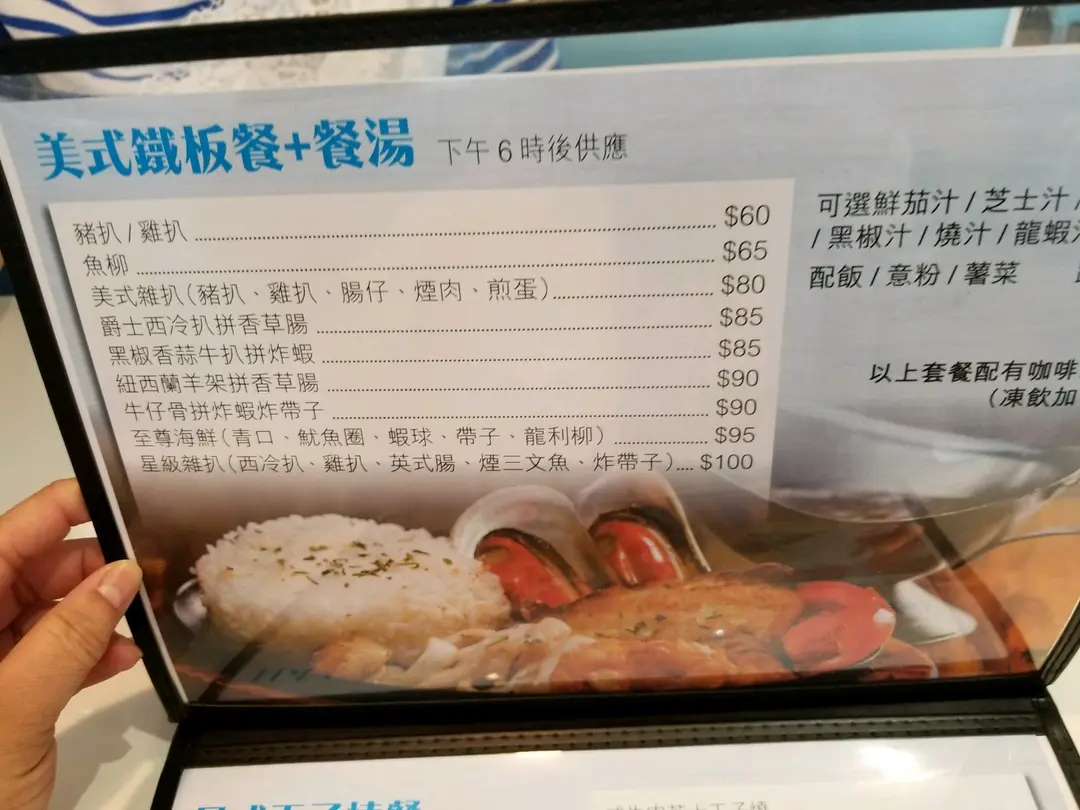 美式鐵板餐+餐湯 下午6時後供應
豬扒 / 雞扒 $60
魚柳 $65
美式雜扒(豬扒、雞扒、腸仔、煙肉、煎蛋) $80
爵士西冷扒拼香草腸 $85
黑椒香蒜牛扒拼炸蝦 $85
紐西蘭羊架拼香草腸 $90
牛仔骨拼炸蝦炸帶子 $90
至尊海鮮(青口、魷魚圈、蝦球、帶子、龍利柳) $95
星級雜扒(西冷扒、雞扒、英式腸、煙三文魚、炸帶子) $100
可選鮮茄汁 / 芝士汁 /
/ 黑椒汁 / 燒汁 / 龍蝦
配飯 / 意粉 / 薯菜
以上套餐配有咖啡
(凍飲加